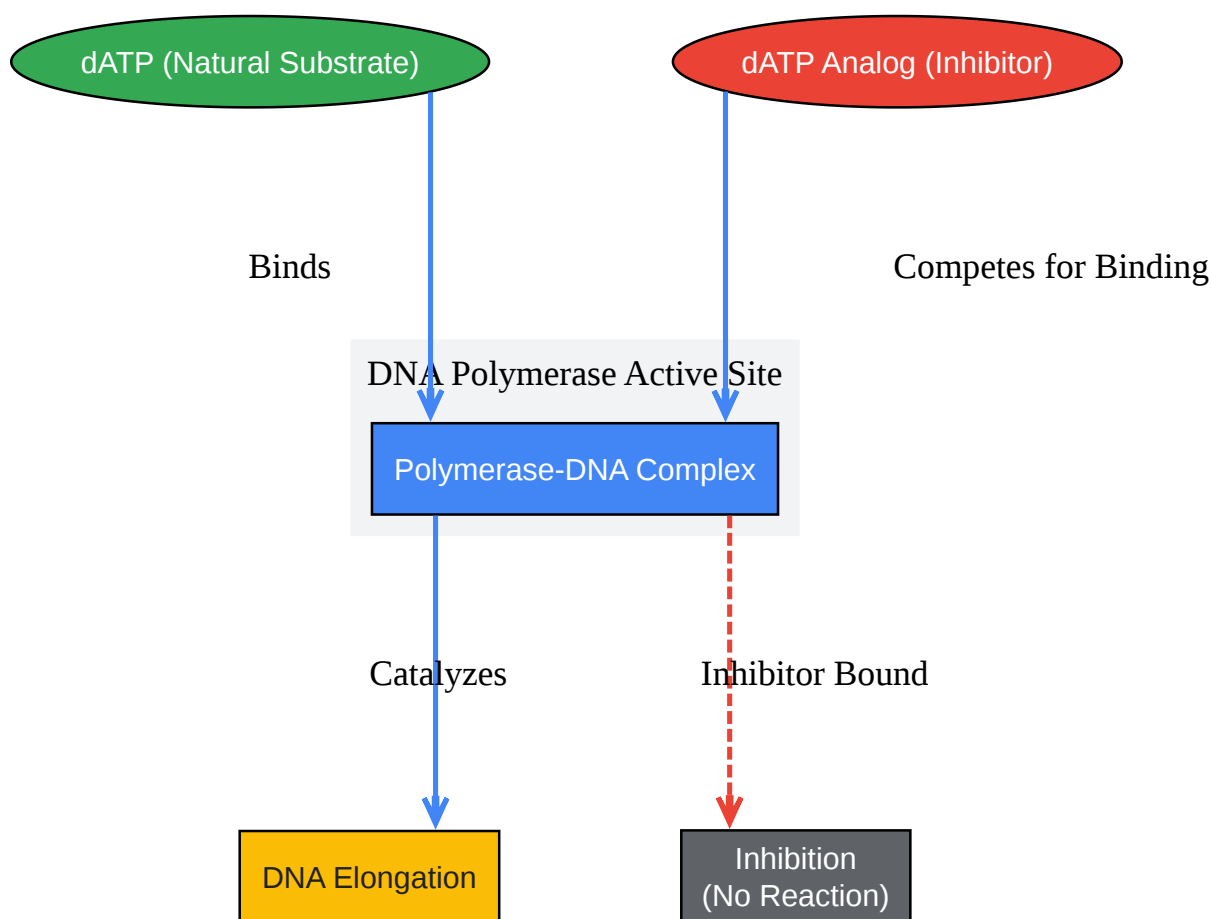 dATP (Natural Substrate)
dATP Analog (Inhibitor)
Binds
Competes for Binding
DNA Polymerase Active Site
Polymerase-DNA Complex
Catalyzes
Inhibitor Bound
DNA Elongation
Inhibition
(No Reaction)